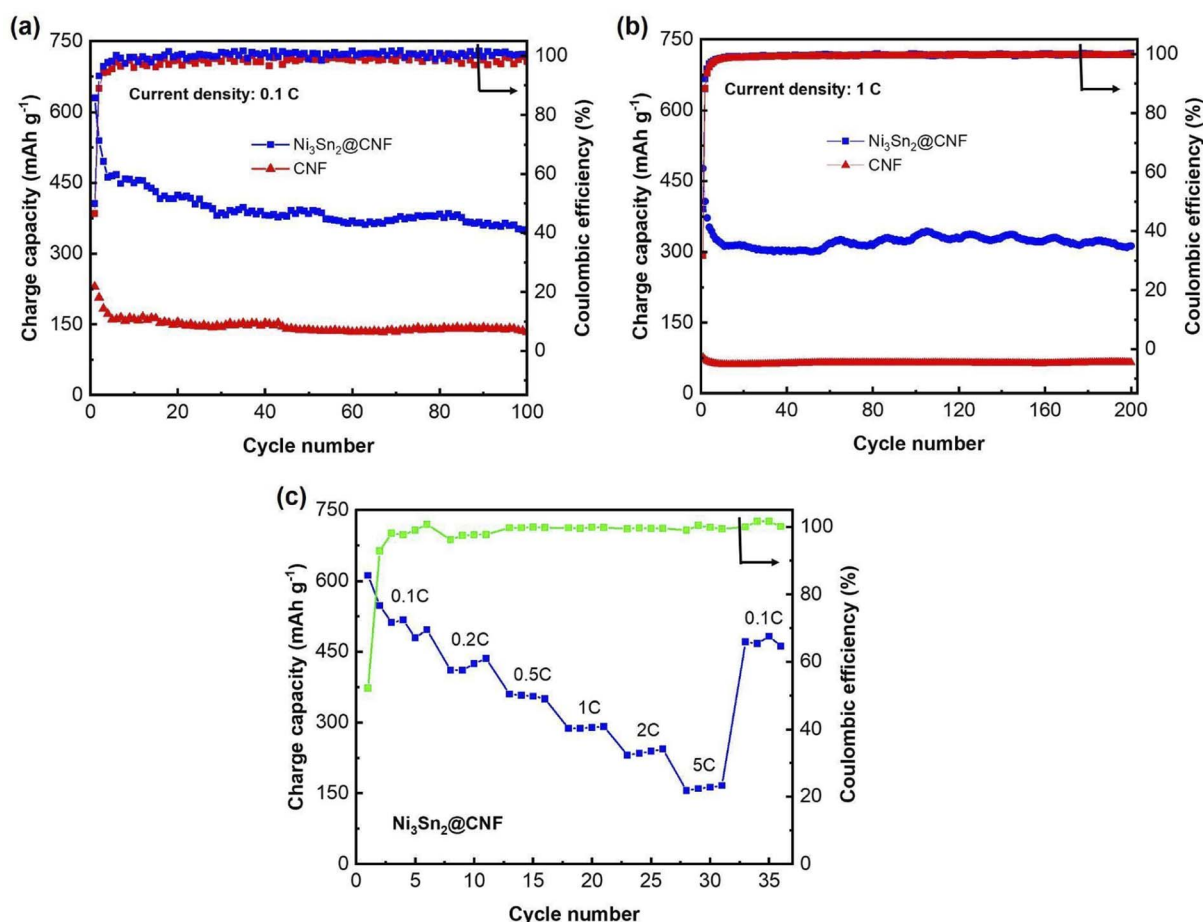 (a)
750
600
450
300
150
0
Charge capacity (mAh g⁻¹)
Current density: 0.1 C
Ni₃Sn₂@CNF
CNF
100
80
60
40
20
0
Coulombic efficiency (%)
0 20 40 60 80 100
Cycle number
(b)
750
600
450
300
150
0
Charge capacity (mAh g⁻¹)
Current density: 1 C
Ni₃Sn₂@CNF
CNF
100
80
60
40
20
0
Coulombic efficiency (%)
0 40 80 120 160 200
Cycle number
(c)
750
600
450
300
150
0
Charge capacity (mAh g⁻¹)
0.1C
0.2C
0.5C
1C
2C
5C
0.1C
Ni₃Sn₂@CNF
100
80
60
40
20
0
Coulombic efficiency (%)
0 5 10 15 20 25 30 35
Cycle number